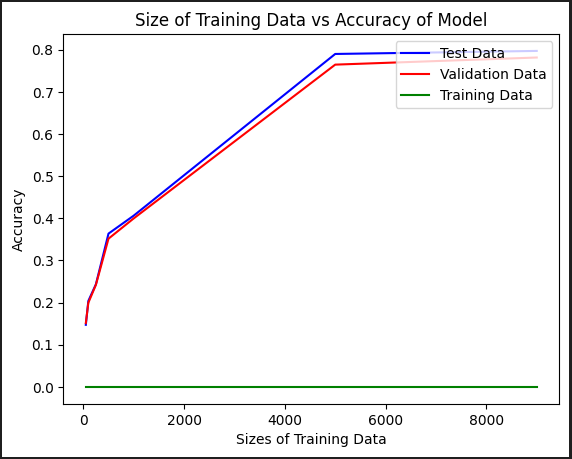 Size of Training Data vs Accuracy of Model
Test Data
Validation Data
Training Data
0.8
0.7
0.6
0.5
0.4
0.3
0.2
0.1
0.0
Accuracy
0 2000 4000 6000 8000
Sizes of Training Data